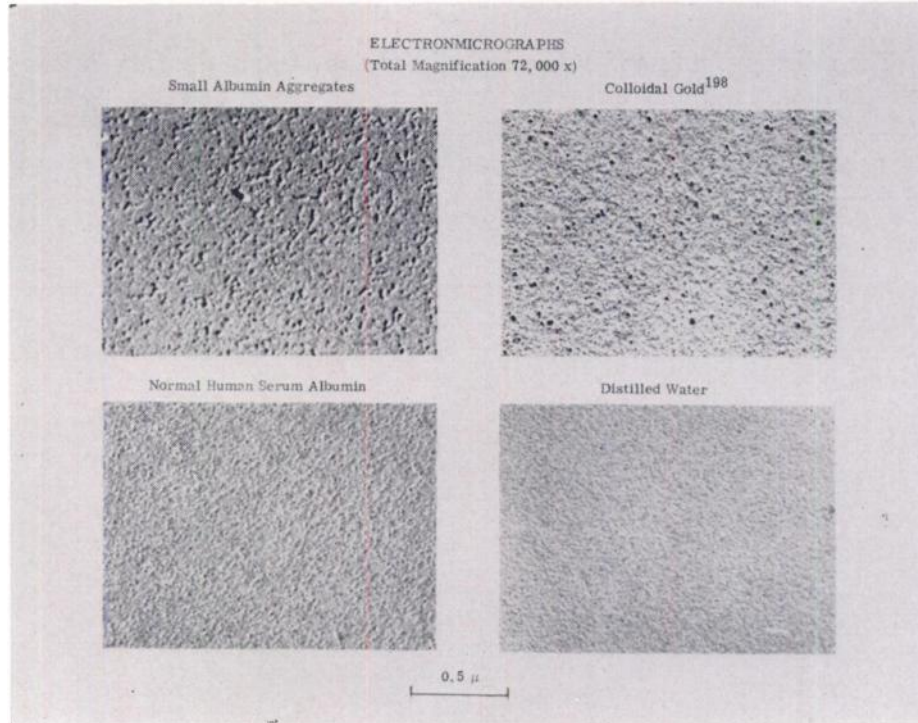 ELECTRONMICROGRAPHS
(Total Magnification 72,000 x)
Small Albumin Aggregates
Colloidal Gold198
Normal Human Serum Albumin
Distilled Water
0.5 μ